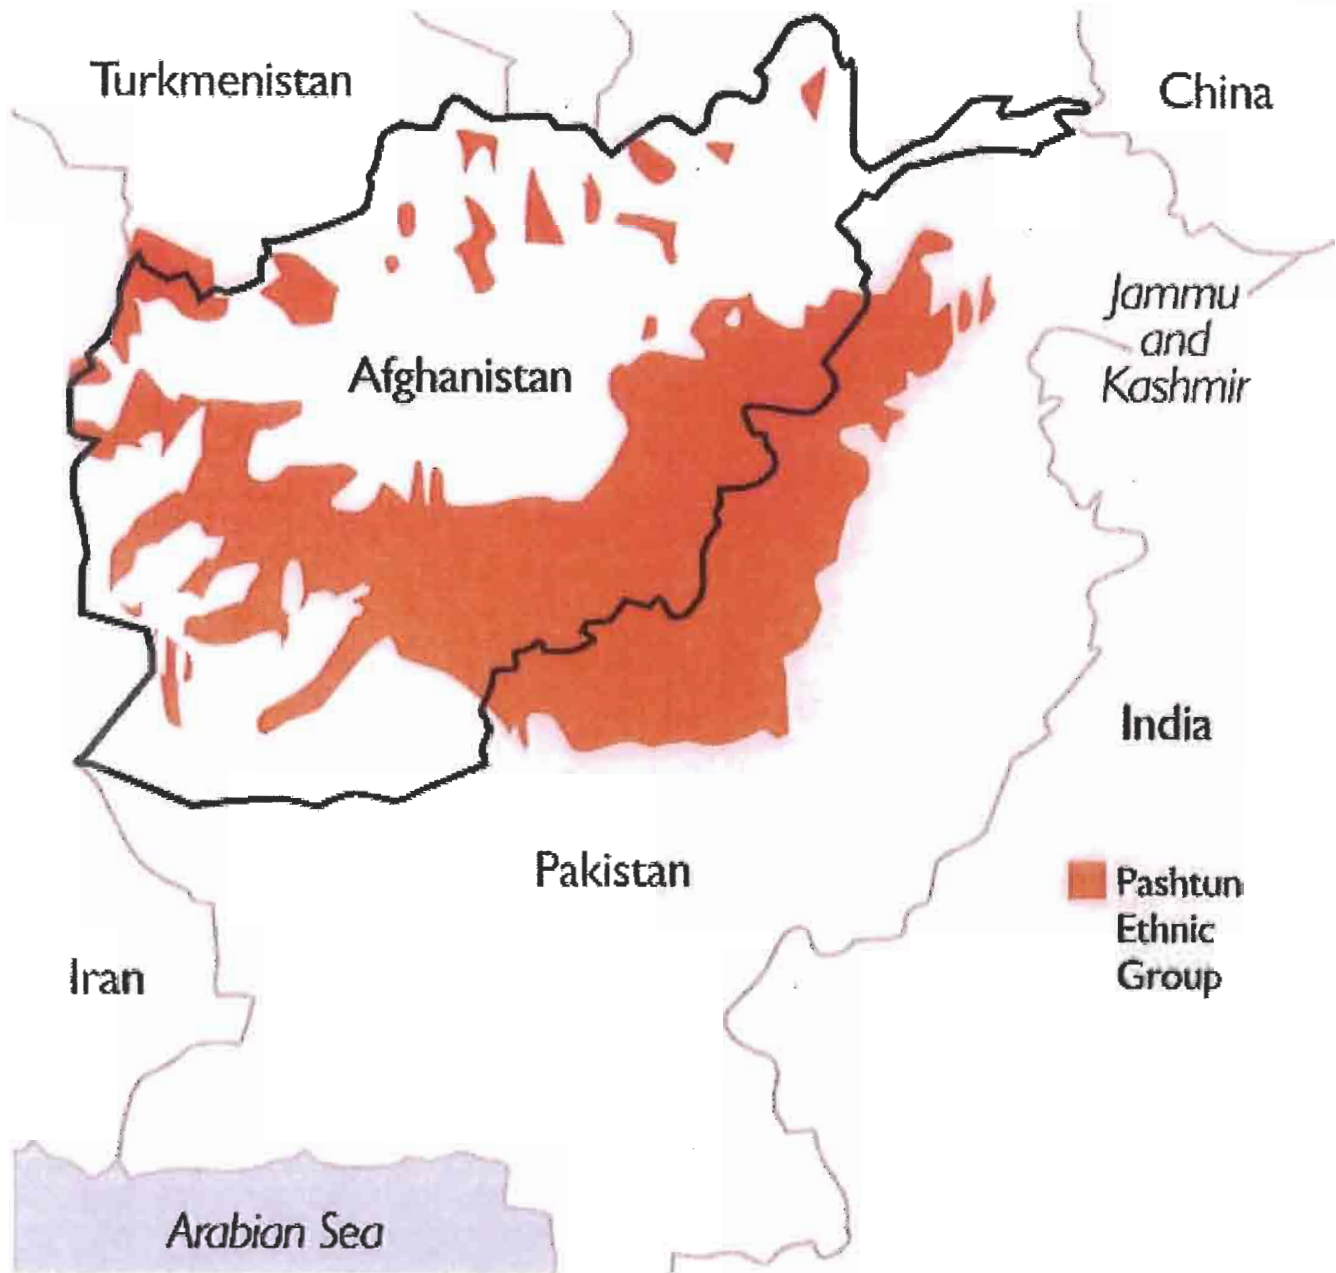 Turkmenistan
China
Jammu
and
Kashmir
Afghanistan
India
Pakistan
Pashtun
Ethnic
Group
Iran
Arabian Sea